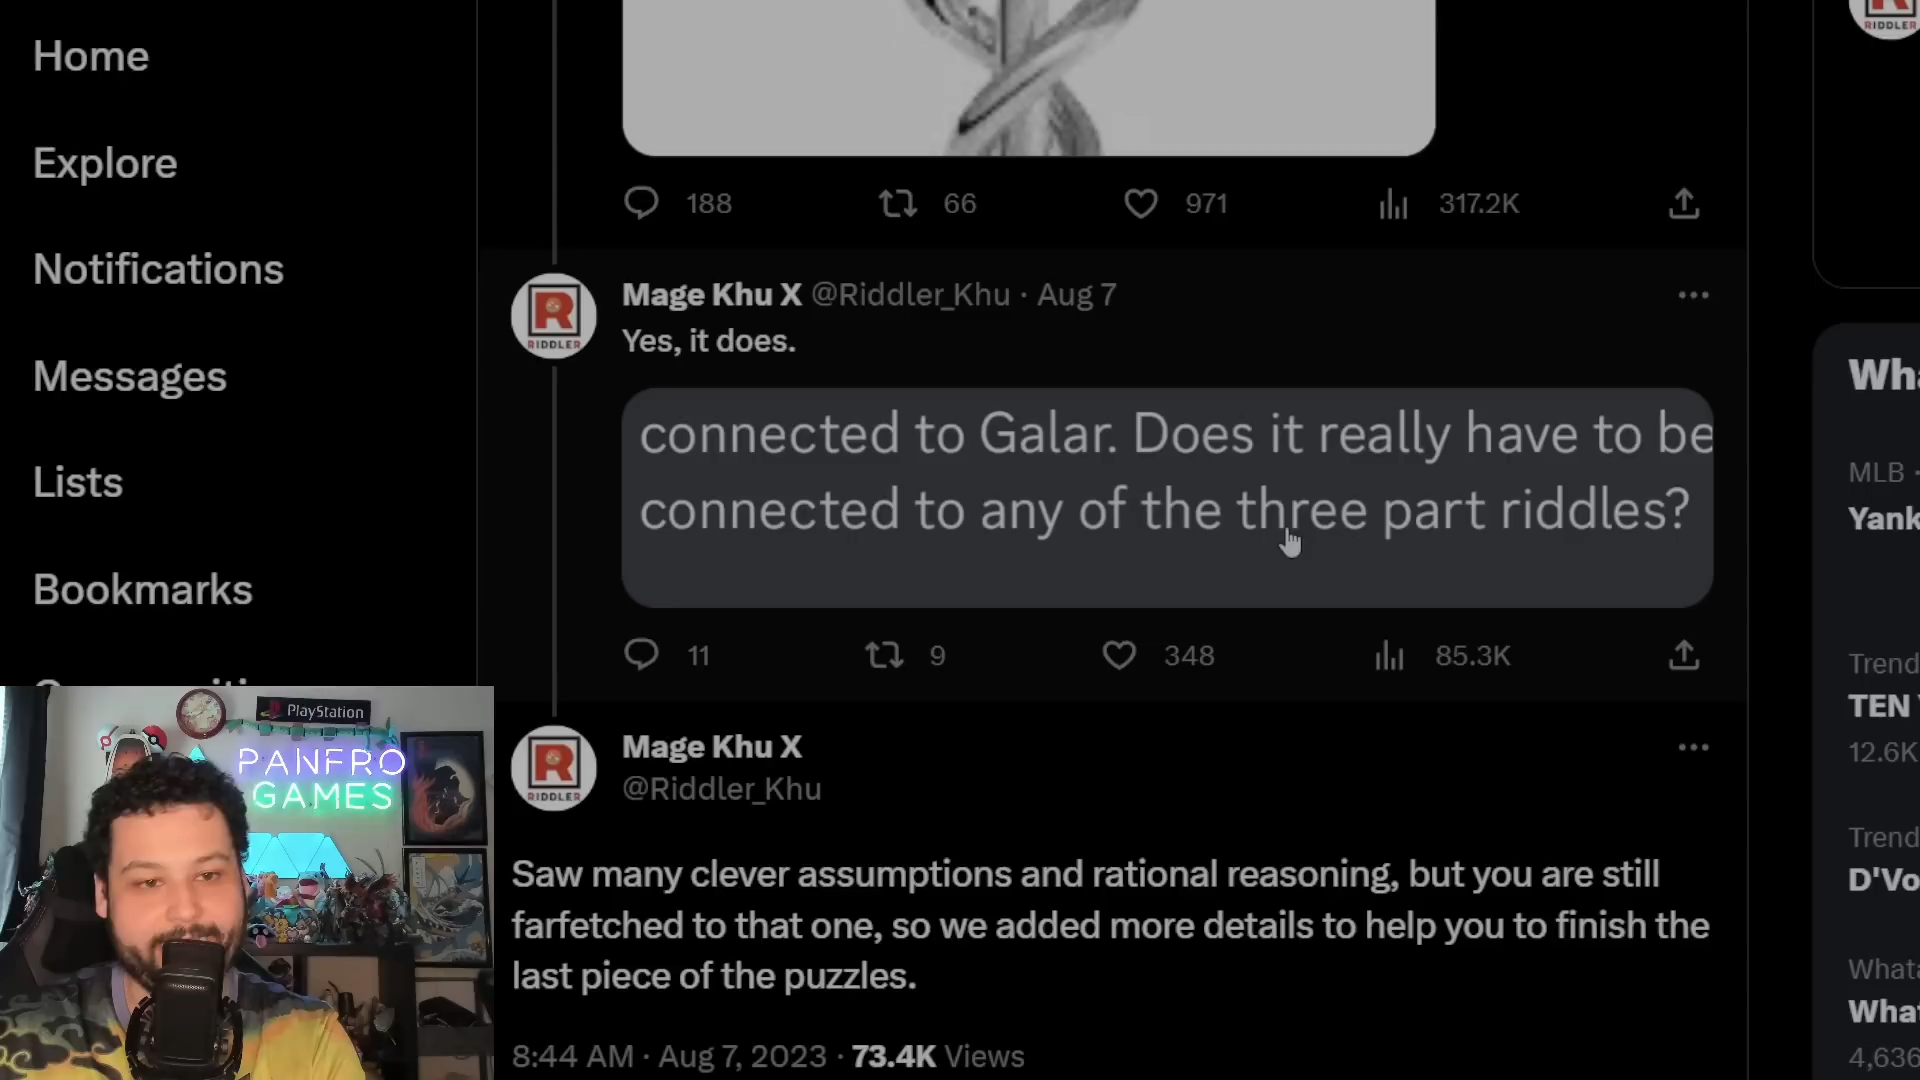 Home
Explore
Notifications
Messages
Lists
Bookmarks
188
66
971
317.2K
RIDDLER
Mage Khu X @Riddler_Khu · Aug 7
Yes, it does.
R
RIDDLER
connected to Galar. Does it really have to be
connected to any of the three part riddles?
11
9
348
85.3K
Mage Khu X
@Riddler_Khu
R
RIDDLER
Saw many clever assumptions and rational reasoning, but you are still
farfetched to that one, so we added more details to help you to finish the
last piece of the puzzles.
8:44 AM · Aug 7, 2023 · 73.4K Views
MLB ·
Trend
TEN
12.6K
Trend
D'Vo
4,636
PlayStation
PANFRO
GAMES